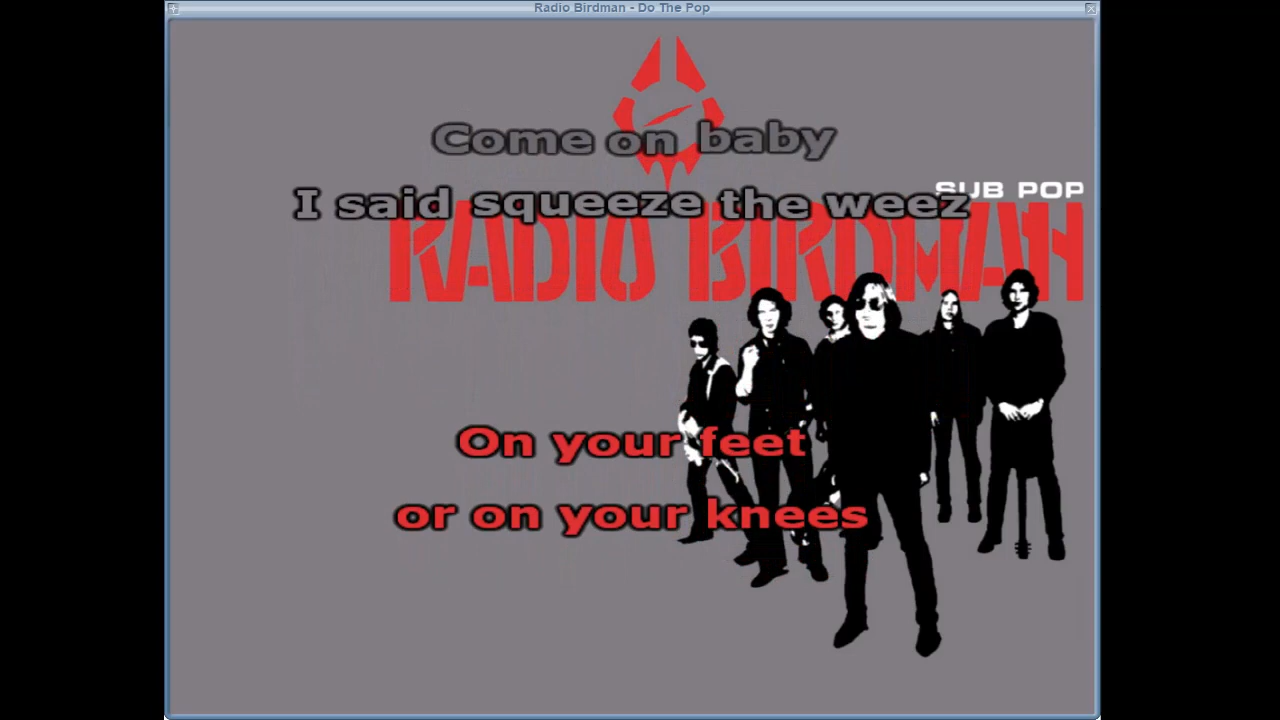 Radio Birdman - Do The Pop
Come on baby
SUB POP
I said squeeze the weez
RADIO BIRDMAN
On your feet
or on your knees